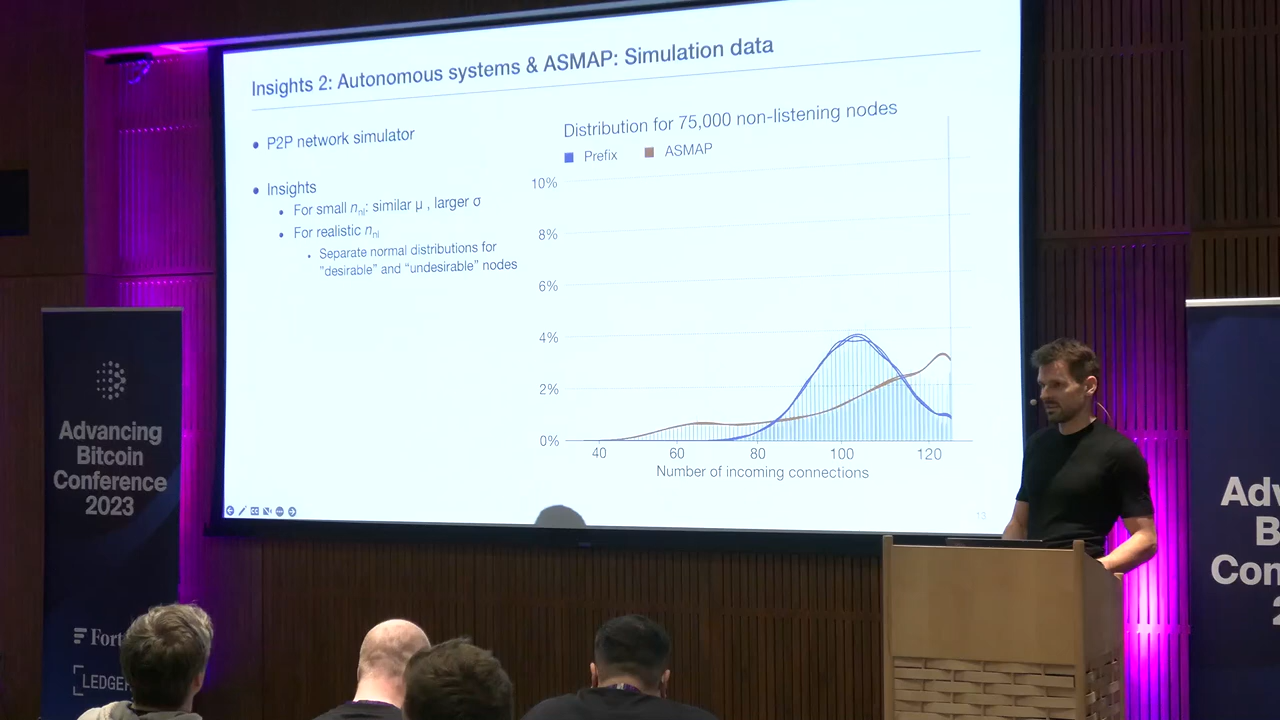 Insights 2: Autonomous systems & ASMAP: Simulation data
• P2P network simulator
• Insights
• For small nnl: similar μ , larger σ
• For realistic nnl
• Separate normal distributions for
"desirable" and "undesirable" nodes
Distribution for 75,000 non-listening nodes
Prefix
ASMAP
10%
8%
6%
4%
2%
0%
40
60
80
100
120
Number of incoming connections
13
Advancing
Bitcoin
Conference
2023
Fort
LEDGER
Adv
B
Con
2